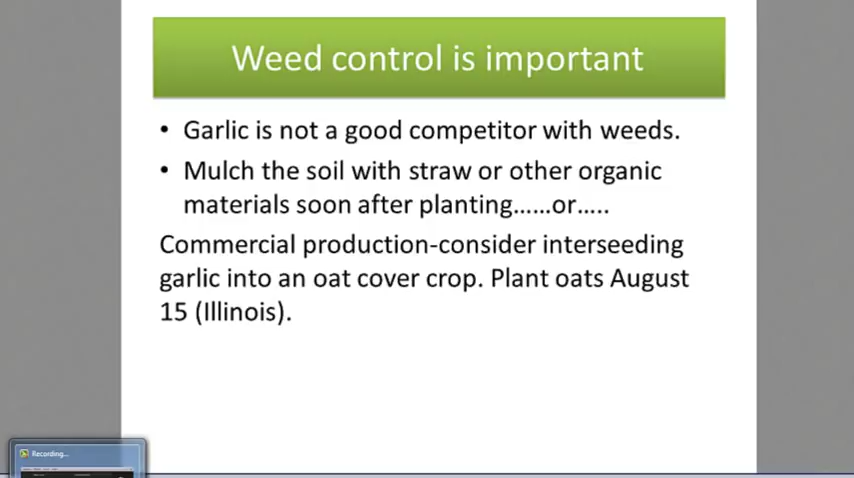 Weed control is important
• Garlic is not a good competitor with weeds.
• Mulch the soil with straw or other organic
materials soon after planting……or…..
Commercial production-consider interseeding
garlic into an oat cover crop. Plant oats August
15 (Illinois).
Recording...